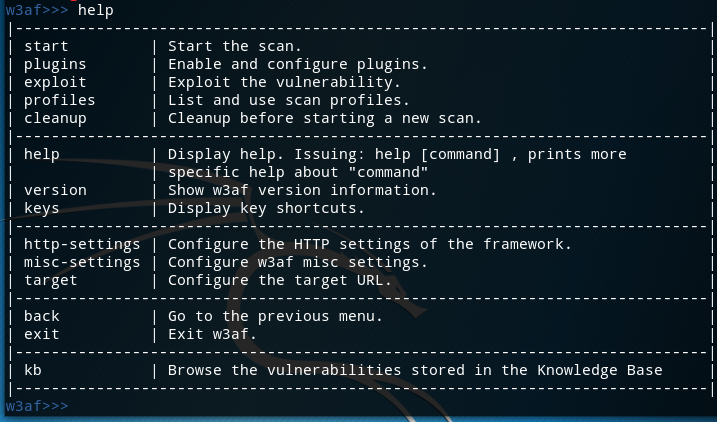 w3af>>> help
|----------------------------------------------------------------------------|
| start         | Start the scan.                                            |
| plugins       | Enable and configure plugins.                              |
| exploit       | Exploit the vulnerability.                                 |
| profiles      | List and use scan profiles.                                |
| cleanup       | Cleanup before starting a new scan.                        |
|----------------------------------------------------------------------------|
| help          | Display help. Issuing: help [command] , prints more        |
|               | specific help about "command"                              |
| version       | Show w3af version information.                             |
| keys          | Display key shortcuts.                                     |
|----------------------------------------------------------------------------|
| http-settings | Configure the HTTP settings of the framework.              |
| misc-settings | Configure w3af misc settings.                              |
| target        | Configure the target URL.                                  |
|----------------------------------------------------------------------------|
| back          | Go to the previous menu.                                   |
| exit          | Exit w3af.                                                 |
|----------------------------------------------------------------------------|
| kb            | Browse the vulnerabilities stored in the Knowledge Base    |
|----------------------------------------------------------------------------|
w3af>>>